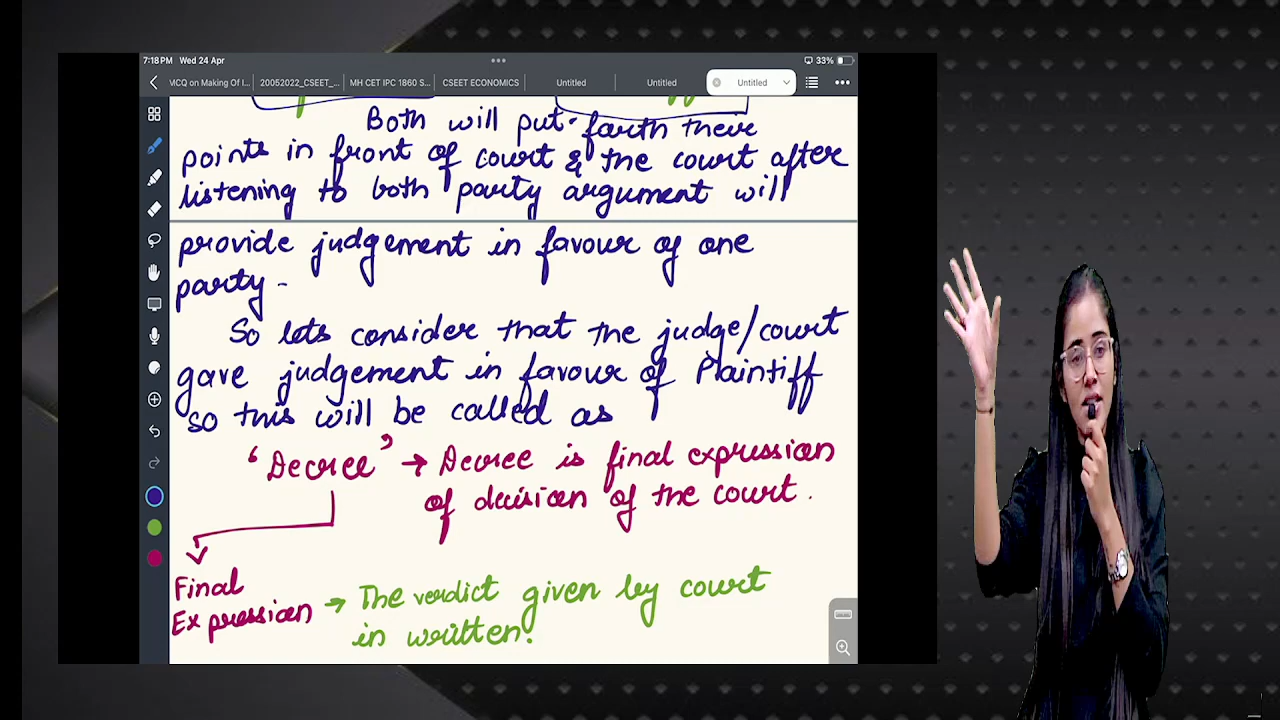 7:18 PM Wed 24 Apr
33%
MCQ on Making Of I... 20052022_CSEET_... MH CET IPC 1860 S... CSEET ECONOMICS Untitled Untitled Untitled
Both will put farth their
points in front of court & the court after
listening to both party argument will
provide judgement in favour of one
party -
So lets consider that the judge/court
gave judgement in favour of Plaintiff
so this will be called as
'Decree' → Decree is final expression
of decision of the court.
Final
Expression → The verdict given by court
in written.